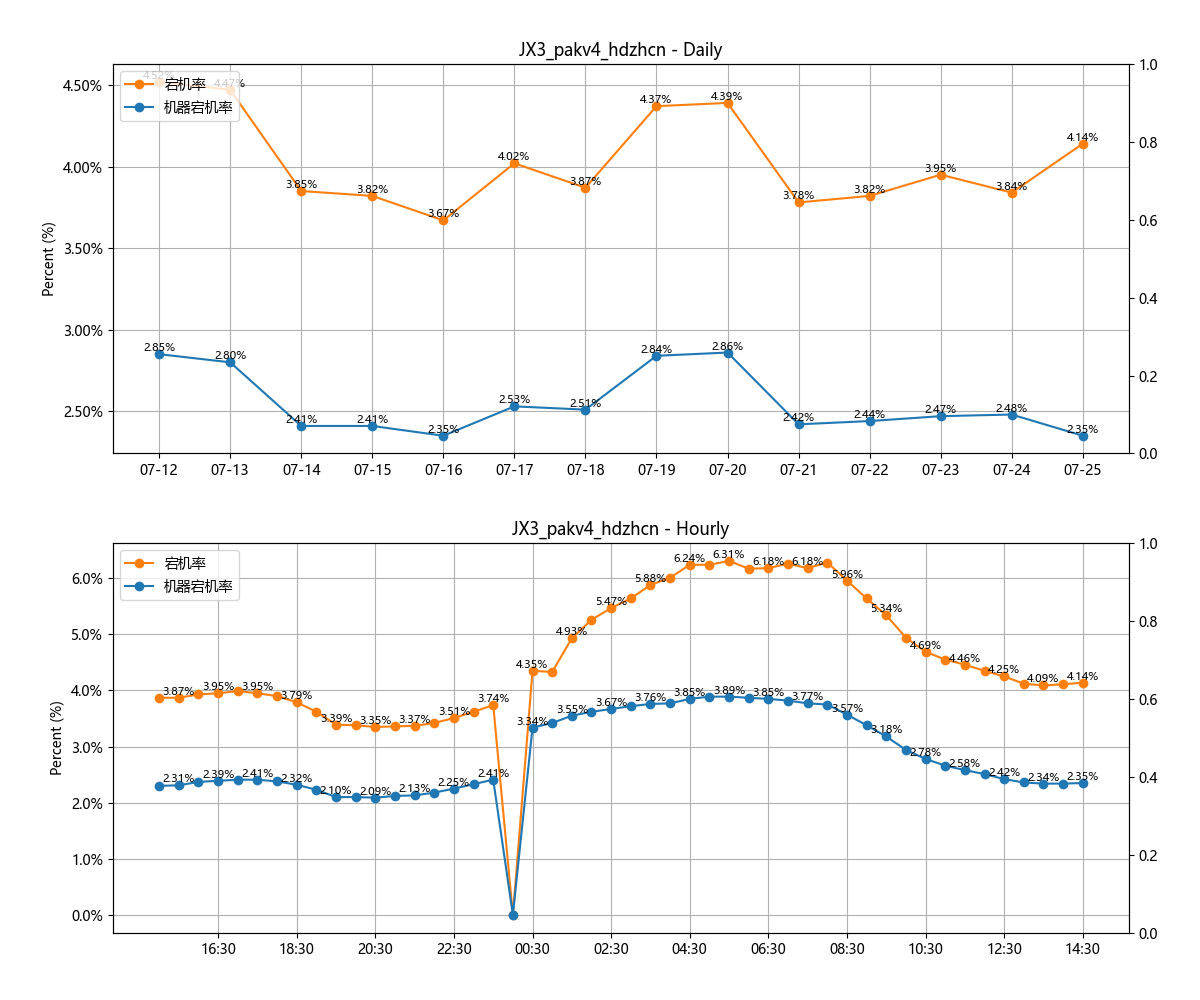 JX3_pakv4_hdzhcn - Daily
宕机率
机器宕机率
Percent (%)
4.50%
4.00%
3.50%
3.00%
2.50%
1.0
0.8
0.6
0.4
0.2
0.0
4.52% 4.47% 3.85% 3.82% 3.67% 4.02% 3.87% 4.37% 4.39% 3.78% 3.82% 3.95% 3.84% 4.14%
2.85% 2.80% 2.41% 2.41% 2.35% 2.53% 2.51% 2.84% 2.86% 2.42% 2.44% 2.47% 2.48% 2.35%
07-12 07-13 07-14 07-15 07-16 07-17 07-18 07-19 07-20 07-21 07-22 07-23 07-24 07-25
JX3_pakv4_hdzhcn - Hourly
宕机率
机器宕机率
Percent (%)
6.0%
5.0%
4.0%
3.0%
2.0%
1.0%
0.0%
1.0
0.8
0.6
0.4
0.2
0.0
3.87% 3.95% 3.95% 3.79% 3.39% 3.35% 3.37% 3.51% 3.74% 4.35% 4.93% 5.47% 5.88% 6.24% 6.31% 6.18% 6.18% 5.96% 5.34% 4.69% 4.46% 4.25% 4.09% 4.14%
2.31% 2.39% 2.41% 2.32% 2.10% 2.09% 2.13% 2.25% 2.41% 3.34% 3.55% 3.67% 3.76% 3.85% 3.89% 3.85% 3.77% 3.57% 3.18% 2.78% 2.58% 2.42% 2.34% 2.35%
16:30 18:30 20:30 22:30 00:30 02:30 04:30 06:30 08:30 10:30 12:30 14:30